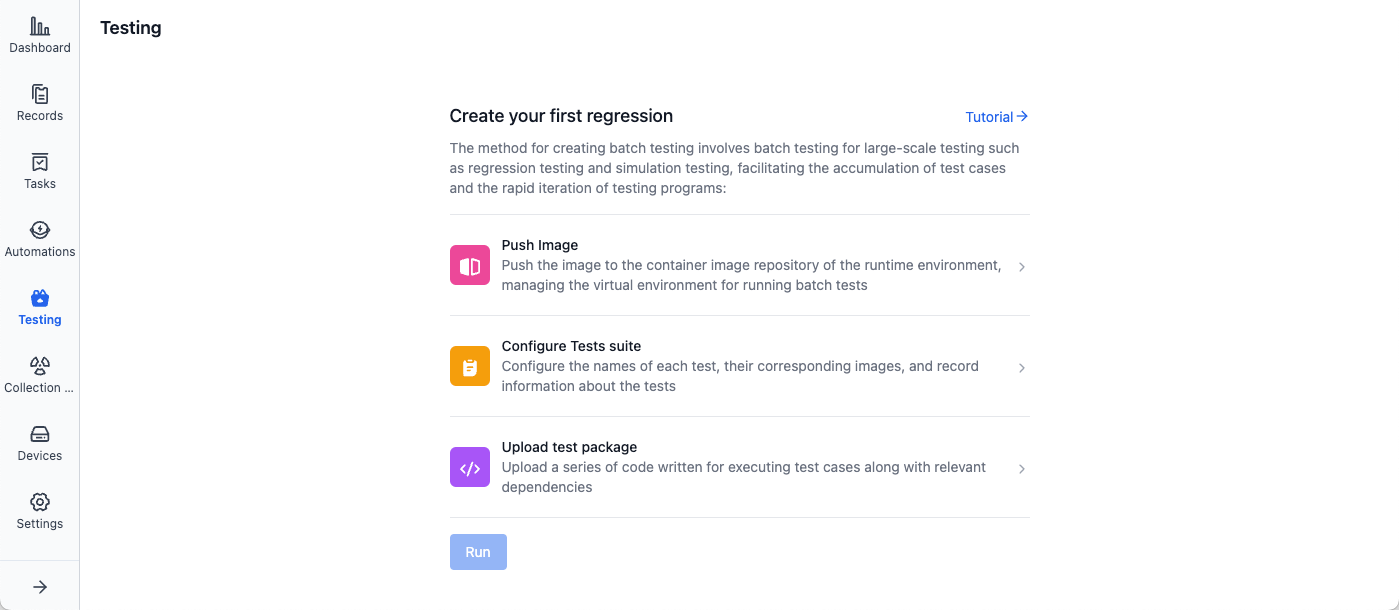 Dashboard
Records
Tasks
Automations
Testing
Collection ...
Devices
Settings
Testing
Create your first regression
Tutorial
The method for creating batch testing involves batch testing for large-scale testing such
as regression testing and simulation testing, facilitating the accumulation of test cases
and the rapid iteration of testing programs:
Push Image
Push the image to the container image repository of the runtime environment,
managing the virtual environment for running batch tests
Configure Tests suite
Configure the names of each test, their corresponding images, and record
information about the tests
Upload test package
Upload a series of code written for executing test cases along with relevant
dependencies
Run